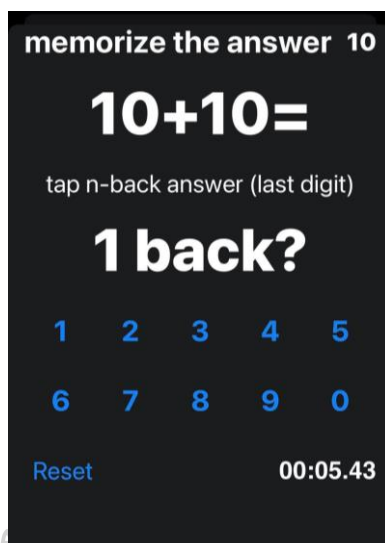 memorize the answer 10
10+10=
tap n-back answer (last digit)
1 back?
1 2 3 4 5
6 7 8 9 0
Reset 00:05.43